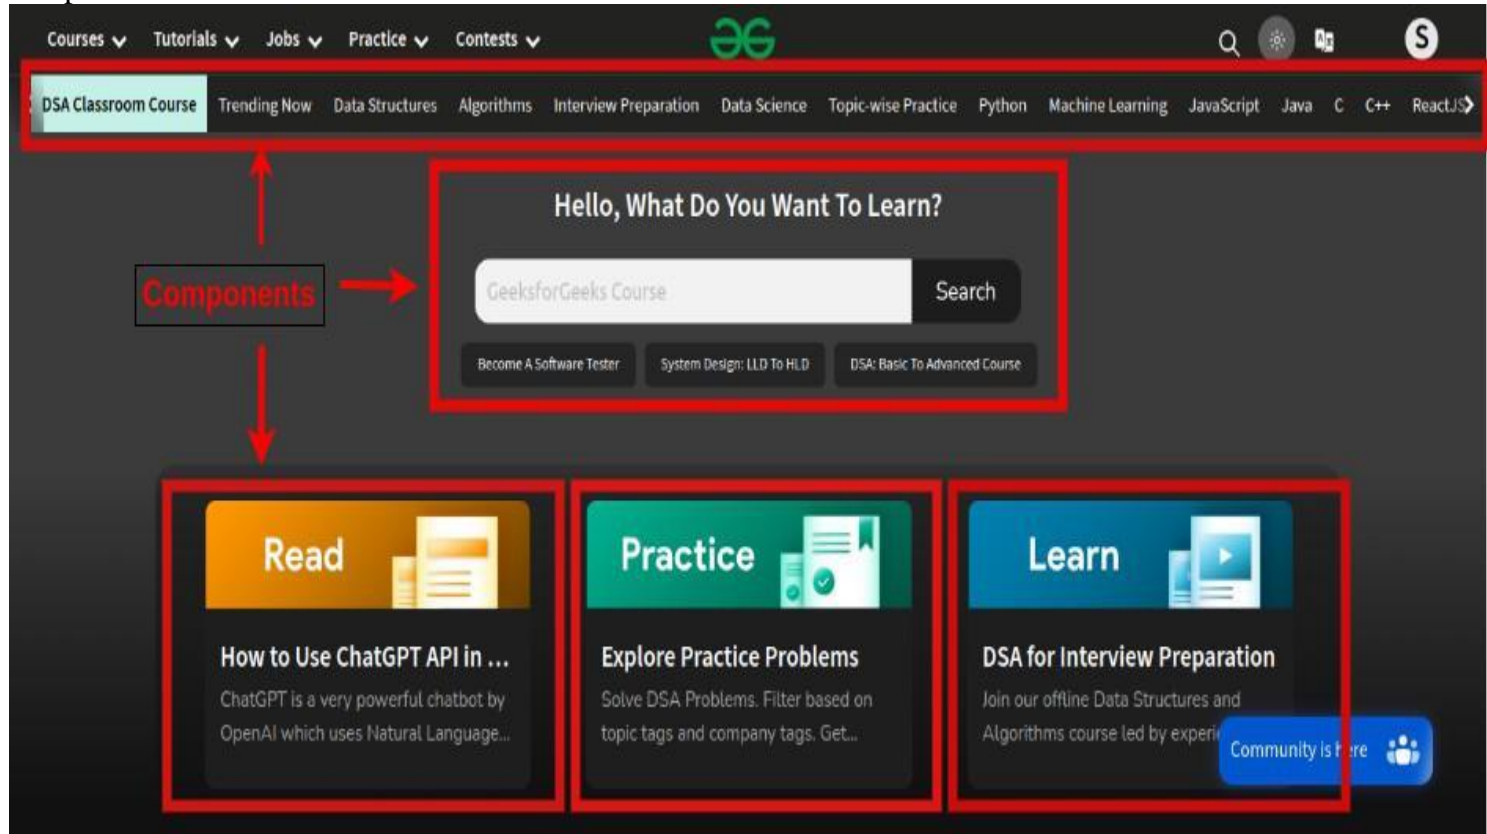 Courses Tutorials Jobs Practice Contests
S
DSA Classroom Course Trending Now Data Structures Algorithms Interview Preparation Data Science Topic-wise Practice Python Machine Learning JavaScript Java C C++ ReactJS
Hello, What Do You Want To Learn?
Components
GeeksforGeeks Course Search
Become A Software Tester System Design: LLD To HLD DSA: Basic To Advanced Course
Read Practice Learn
How to Use ChatGPT API in ... Explore Practice Problems DSA for Interview Preparation
ChatGPT is a very powerful chatbot by Solve DSA Problems. Filter based on Join our offline Data Structures and
OpenAI which uses Natural Language... topic tags and company tags. Get... Algorithms course led by experi
Community is here